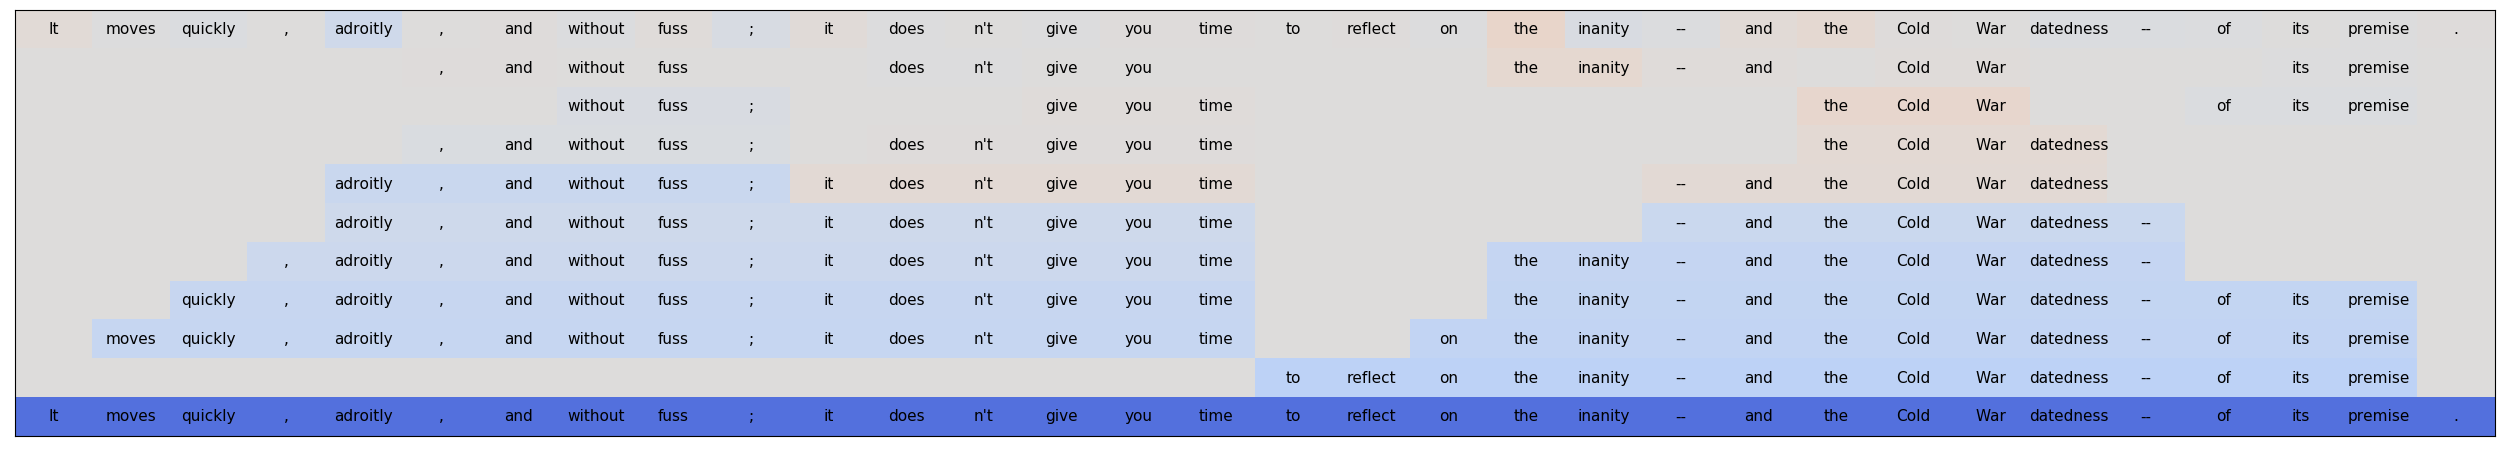 It moves quickly , adroitly , and without fuss ; it does n't give you time to reflect on the inanity -- and the Cold War datedness -- of its premise .
, and without fuss does n't give you the inanity -- and Cold War its premise
without fuss ; give you time the Cold War of its premise
, and without fuss ; does n't give you time the Cold War datedness
adroitly , and without fuss ; it does n't give you time -- and the Cold War datedness
adroitly , and without fuss ; it does n't give you time -- and the Cold War datedness --
, adroitly , and without fuss ; it does n't give you time the inanity -- and the Cold War datedness --
quickly , adroitly , and without fuss ; it does n't give you time the inanity -- and the Cold War datedness -- of its premise
moves quickly , adroitly , and without fuss ; it does n't give you time on the inanity -- and the Cold War datedness -- of its premise
to reflect on the inanity -- and the Cold War datedness -- of its premise
It moves quickly , adroitly , and without fuss ; it does n't give you time to reflect on the inanity -- and the Cold War datedness -- of its premise .